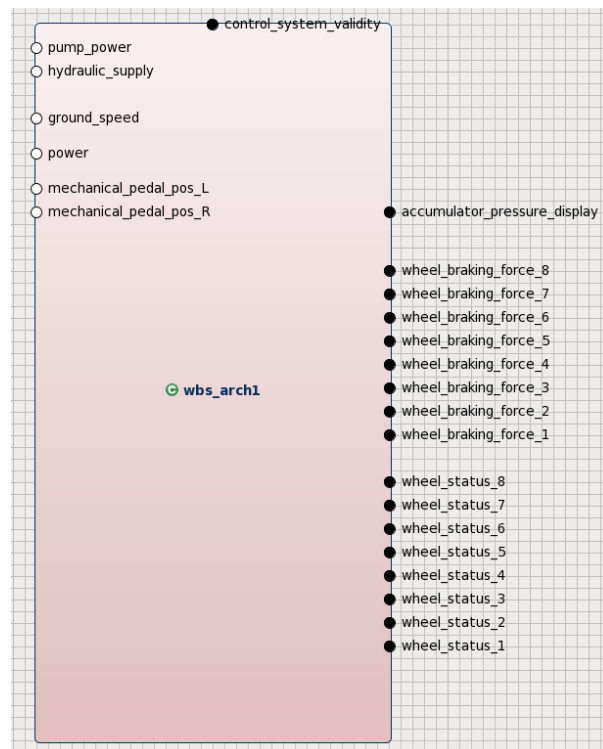 control_system_validity
pump_power
hydraulic_supply
ground_speed
power
mechanical_pedal_pos_L
mechanical_pedal_pos_R
accumulator_pressure_display
wheel_braking_force_8
wheel_braking_force_7
wheel_braking_force_6
wheel_braking_force_5
wheel_braking_force_4
wheel_braking_force_3
wheel_braking_force_2
wheel_braking_force_1
C wbs_arch1
wheel_status_8
wheel_status_7
wheel_status_6
wheel_status_5
wheel_status_4
wheel_status_3
wheel_status_2
wheel_status_1